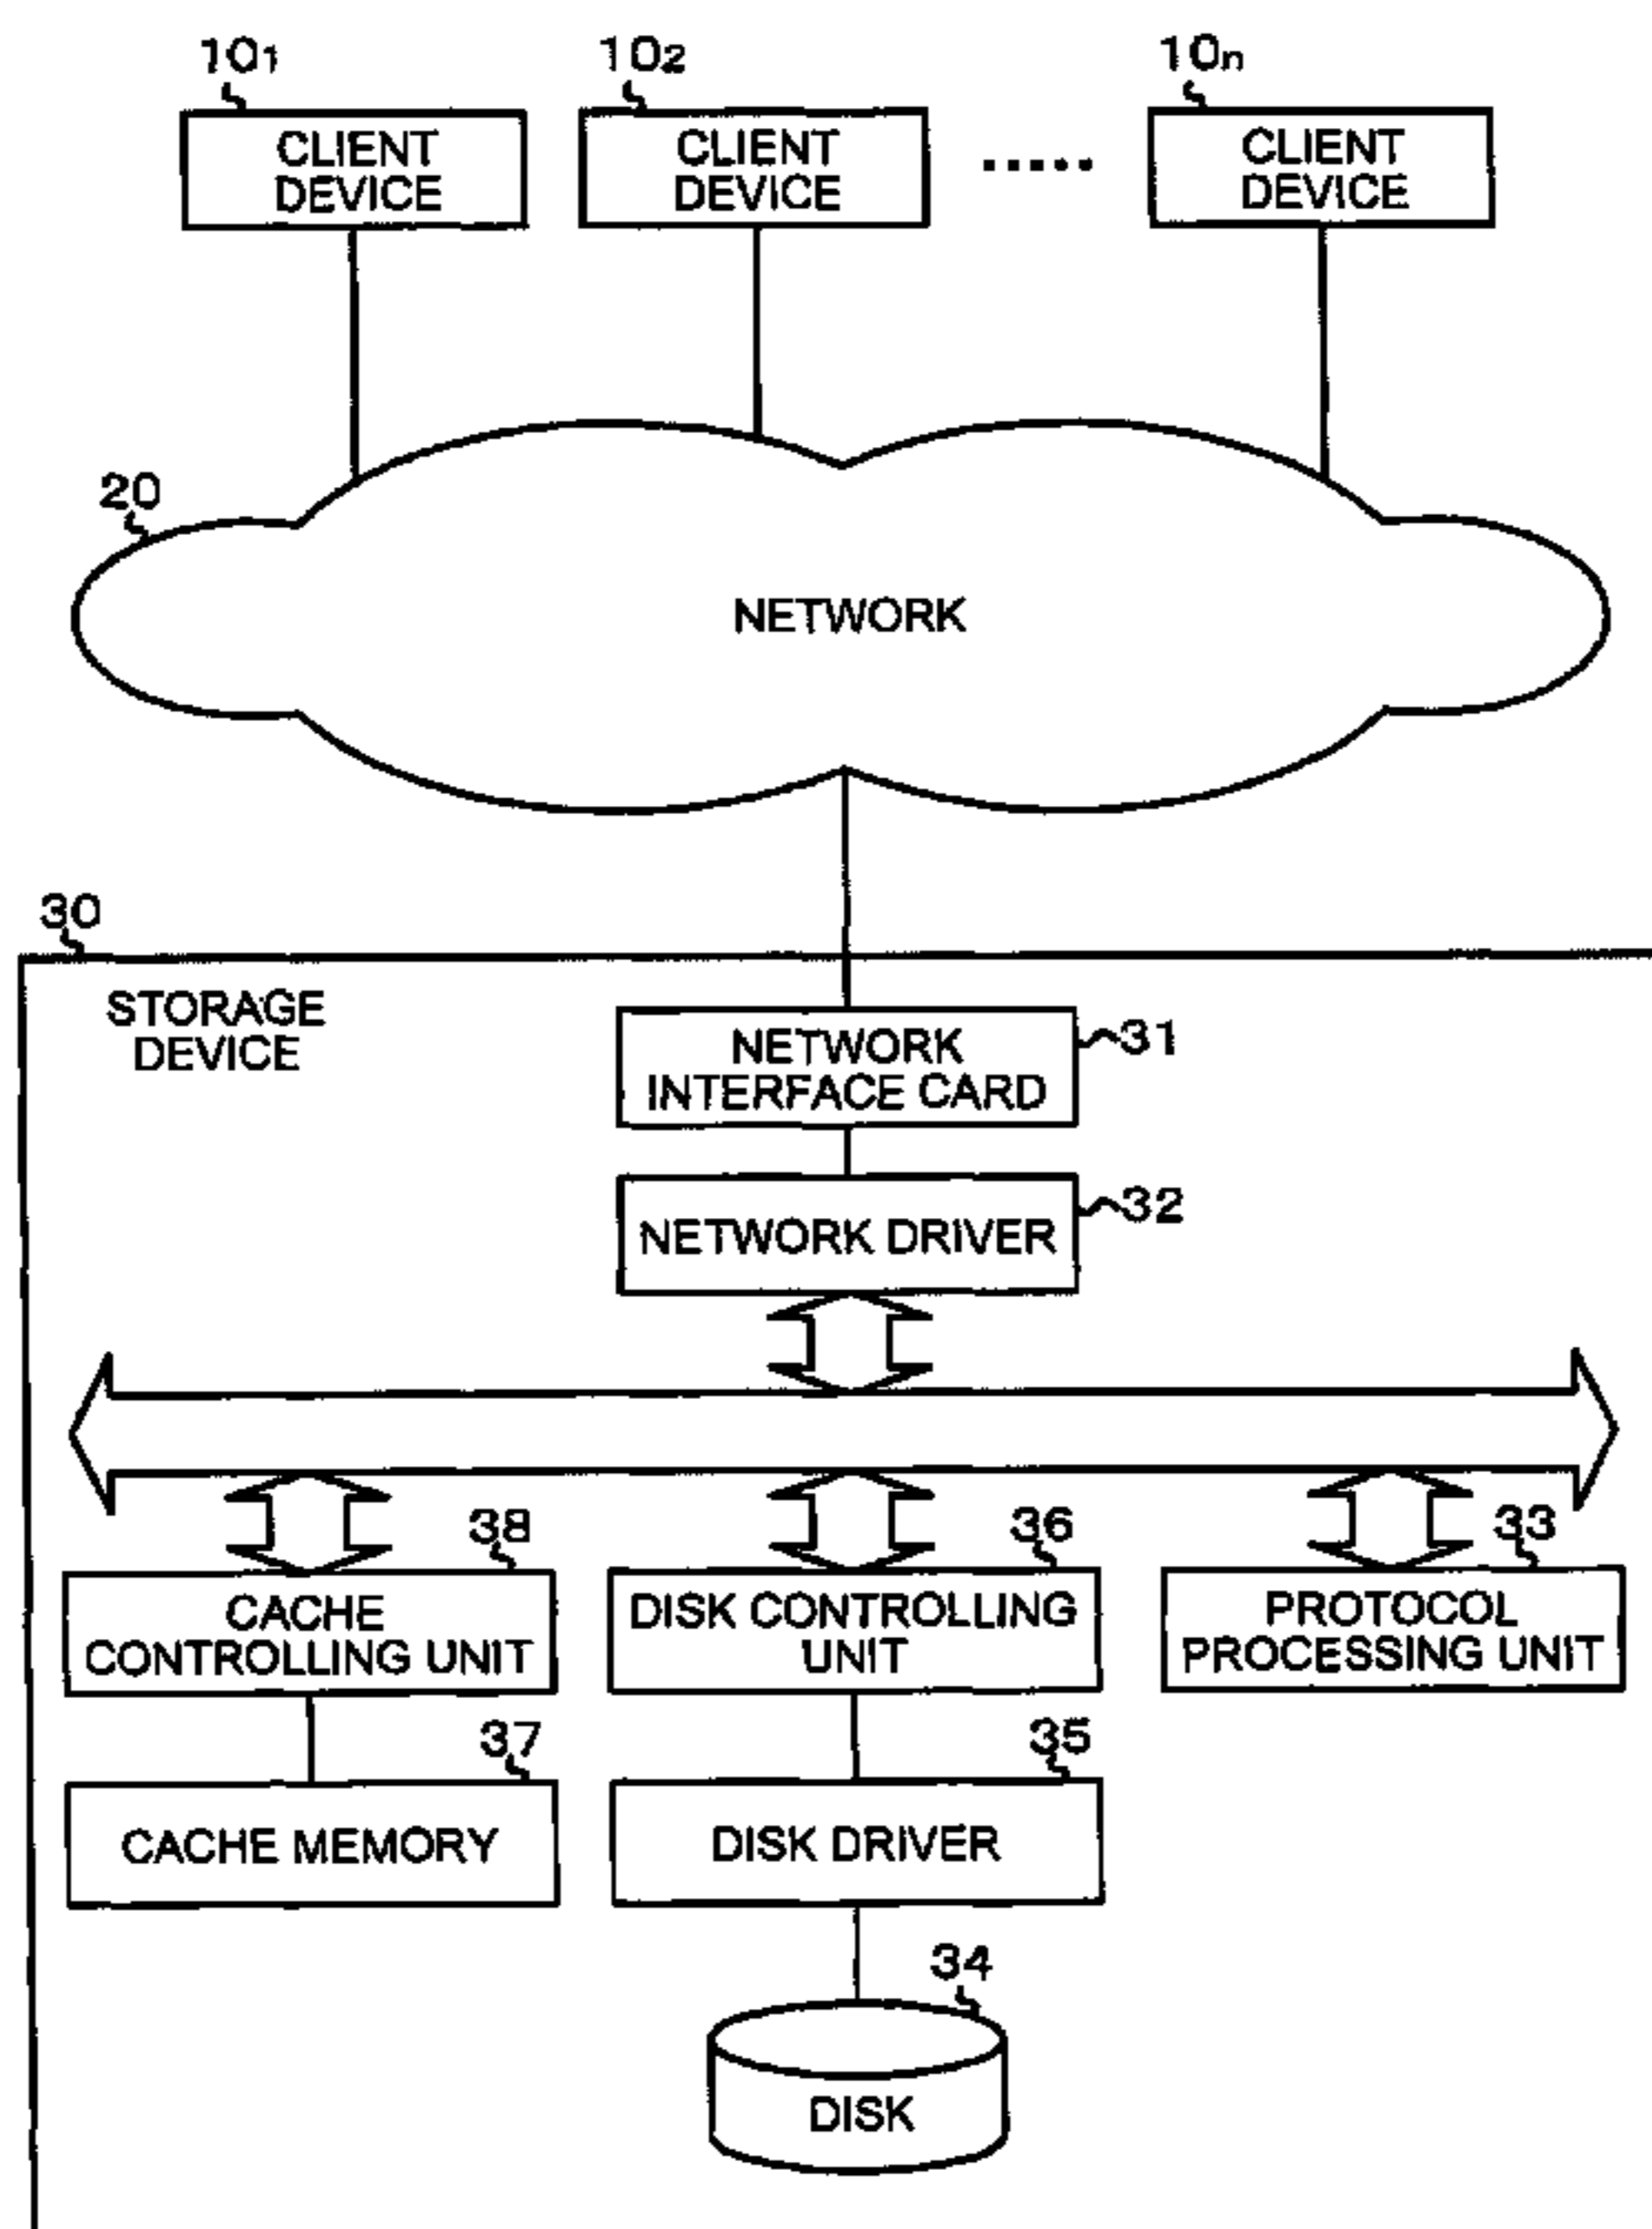 10₁ 10₂ 10ₙ
CLIENT DEVICE
CLIENT DEVICE
.....
CLIENT DEVICE
20
NETWORK
30
STORAGE
DEVICE
NETWORK
INTERFACE CARD
31
NETWORK DRIVER
32
38
CACHE
CONTROLLING UNIT
36
DISK CONTROLLING
UNIT
33
PROTOCOL
PROCESSING UNIT
37
CACHE MEMORY
35
DISK DRIVER
34
DISK